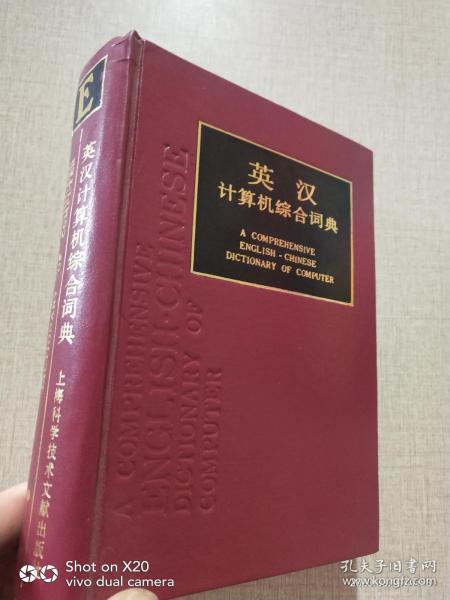 E
英汉计算机综合词典
上海科学技术文献出版
英汉
计算机综合词典
A COMPREHENSIVE
ENGLISH-CHINESE
DICTIONARY OF COMPUTER
A COMPREHENSIVE
ENGLISH-CHINESE
DICTIONARY OF
COMPUTER
Shot on X20
vivo dual camera
孔夫子旧书网
www.kongfz.com